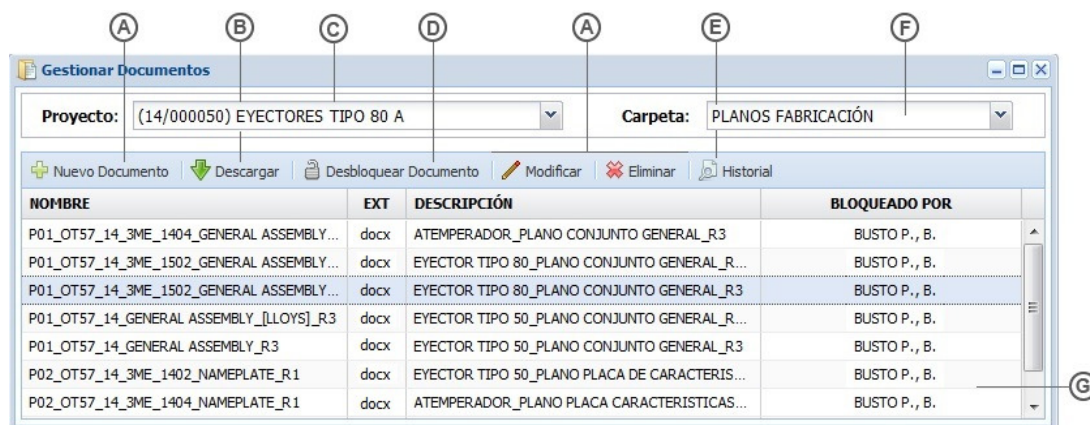 A B C D A E F
Gestionar Documentos
Proyecto: (14/000050) EYECTORES TIPO 80 A Carpeta: PLANOS FABRICACIÓN
Nuevo Documento Descargar Desbloquear Documento Modificar Eliminar Historial
NOMBRE EXT DESCRIPCIÓN BLOQUEADO POR
P01_OT57_14_3ME_1404_GENERAL ASSEMBLY... docx ATEMPERADOR_PLANO CONJUNTO GENERAL_R3 BUSTO P., B.
P01_OT57_14_3ME_1502_GENERAL ASSEMBLY... docx EYECTOR TIPO 80_PLANO CONJUNTO GENERAL_R... BUSTO P., B.
P01_OT57_14_3ME_1502_GENERAL ASSEMBLY... docx EYECTOR TIPO 80_PLANO CONJUNTO GENERAL_R3 BUSTO P., B.
P01_OT57_14_GENERAL ASSEMBLY_[LLOYS]_R3 docx EYECTOR TIPO 50_PLANO CONJUNTO GENERAL_R... BUSTO P., B.
P01_OT57_14_GENERAL ASSEMBLY_R3 docx EYECTOR TIPO 50_PLANO CONJUNTO GENERAL_R3 BUSTO P., B.
P02_OT57_14_3ME_1402_NAMEPLATE_R1 docx EYECTOR TIPO 50_PLANO PLACA DE CARACTERIS... BUSTO P., B.
G
P02_OT57_14_3ME_1404_NAMEPLATE_R1 docx ATEMPERADOR_PLANO PLACA CARACTERISTICAS... BUSTO P., B.